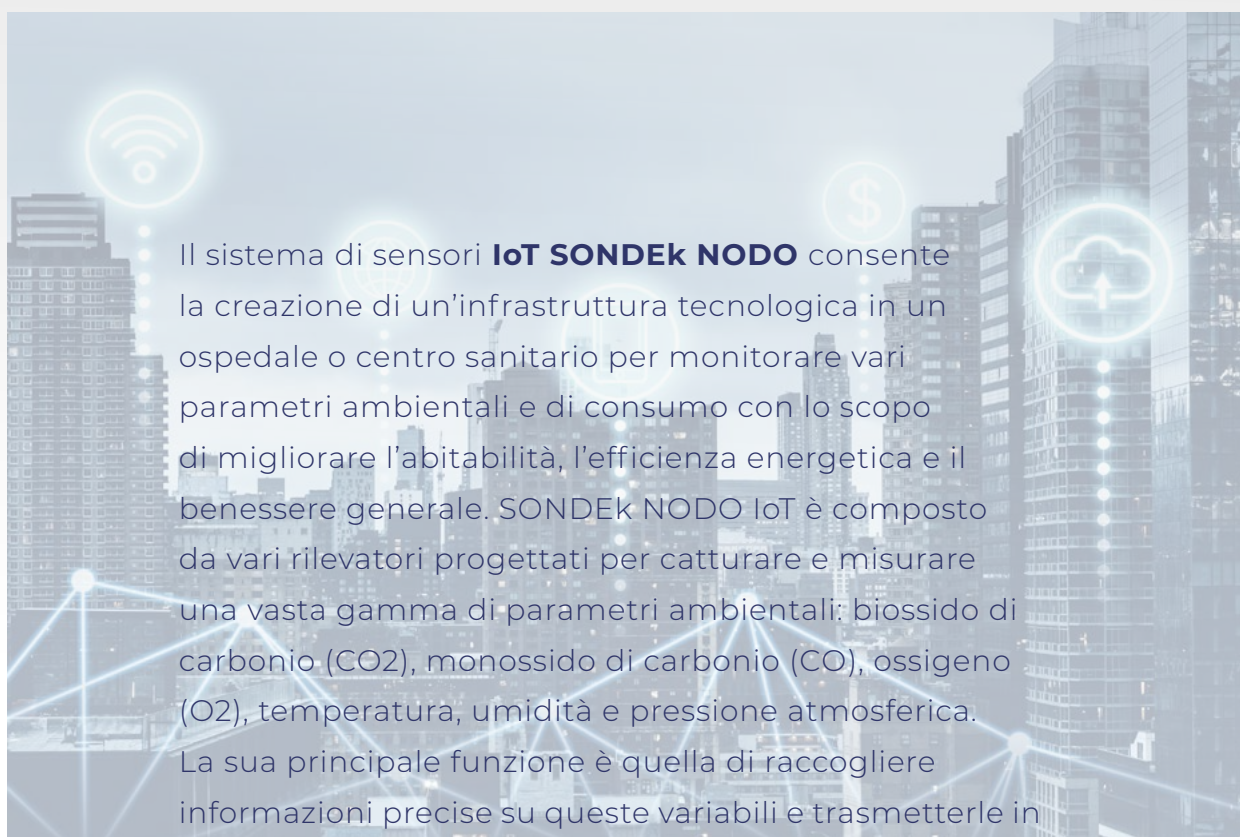 Il sistema di sensori IoT SONDEk NODO consente
la creazione di un’infrastruttura tecnologica in un
ospedale o centro sanitario per monitorare vari
parametri ambientali e di consumo con lo scopo
di migliorare l’abitabilità, l’efficienza energetica e il
benessere generale. SONDEk NODO IoT è composto
da vari rilevatori progettati per catturare e misurare
una vasta gamma di parametri ambientali: biossido di
carbonio (CO2), monossido di carbonio (CO), ossigeno
(O2), temperatura, umidità e pressione atmosferica.
La sua principale funzione è quella di raccogliere
informazioni precise su queste variabili e trasmetterle in